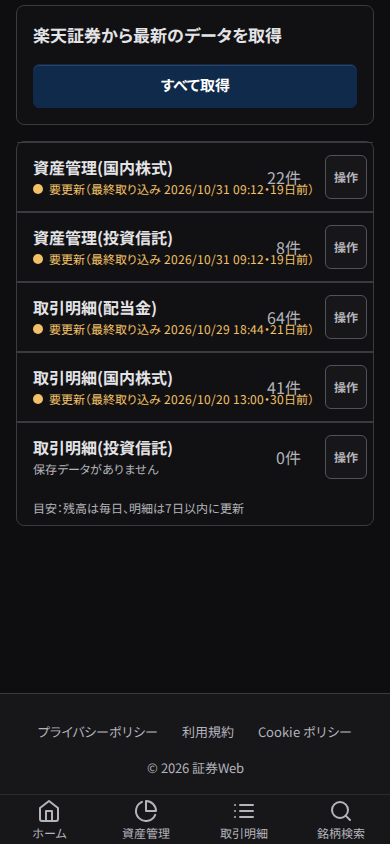 楽天証券から最新のデータを取得
すべて取得
資産管理(国内株式)
22件
操作
要更新(最終取り込み 2026/10/31 09:12・19日前)
資産管理(投資信託)
8件
操作
要更新(最終取り込み 2026/10/31 09:12・19日前)
取引明細(配当金)
64件
操作
要更新(最終取り込み 2026/10/29 18:44・21日前)
取引明細(国内株式)
41件
操作
要更新(最終取り込み 2026/10/20 13:00・30日前)
取引明細(投資信託)
0件
操作
保存データがありません
目安:残高は毎日、明細は7日以内に更新
プライバシーポリシー 利用規約 Cookie ポリシー
© 2026 証券Web
ホーム 資産管理 取引明細 銘柄検索